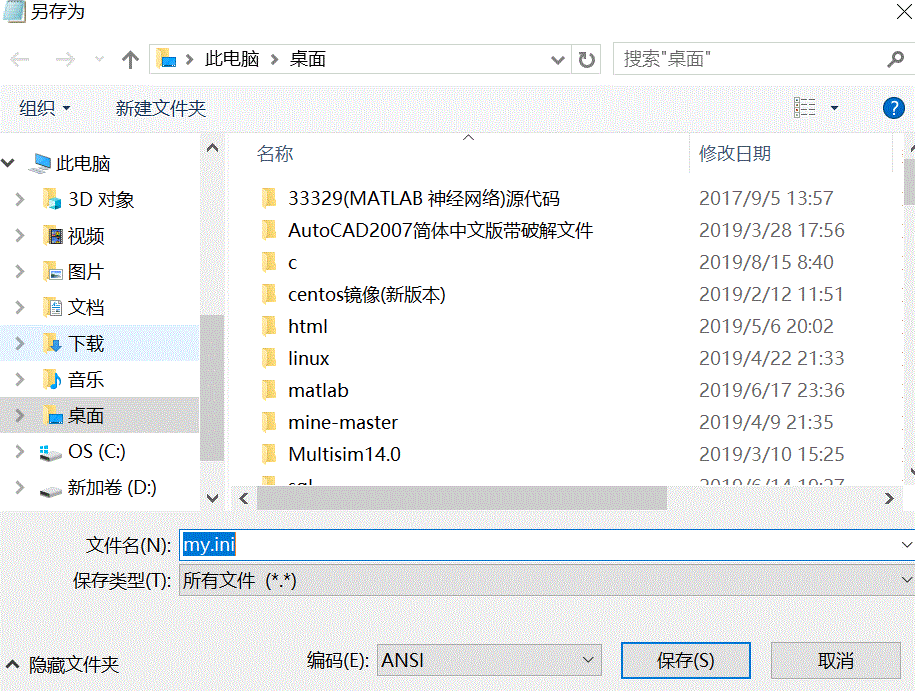 另存为
此电脑
桌面
搜索"桌面"
组织
新建文件夹
?
此电脑
3D 对象
视频
图片
文档
下载
音乐
桌面
OS (C:)
新加卷 (D:)
名称 修改日期
33329(MATLAB 神经网络)源代码 2017/9/5 13:57
AutoCAD2007简体中文版带破解文件 2019/3/28 17:56
c 2019/8/15 8:40
centos镜像(新版本) 2019/2/12 11:51
html 2019/5/6 20:02
linux 2019/4/22 21:33
matlab 2019/6/17 23:36
mine-master 2019/4/9 21:35
Multisim14.0 2019/3/10 15:25
文件名(N): my.ini
保存类型(T): 所有文件 (*.*)
隐藏文件夹
编码(E): ANSI
保存(S)
取消